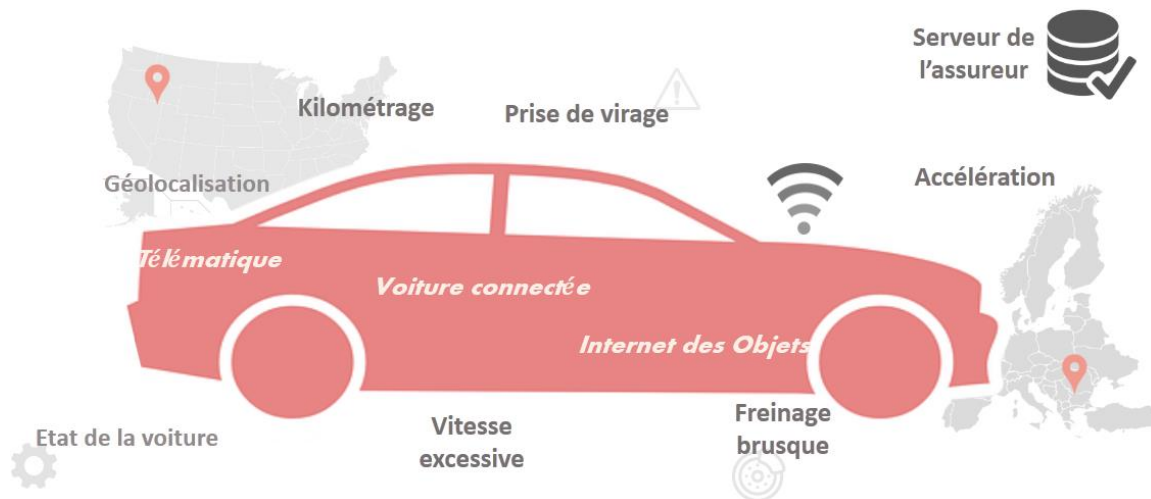 Serveur de
l'assureur
Kilométrage
Prise de virage
Géolocalisation
Accélération
Télématique
Voiture connectée
Internet des Objets
Etat de la voiture
Vitesse
excessive
Freinage
brusque